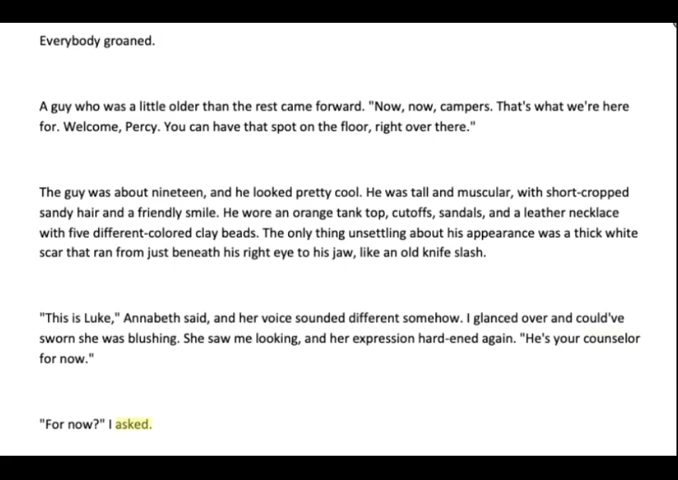 Everybody groaned.
A guy who was a little older than the rest came forward. "Now, now, campers. That's what we're here
for. Welcome, Percy. You can have that spot on the floor, right over there."
The guy was about nineteen, and he looked pretty cool. He was tall and muscular, with short-cropped
sandy hair and a friendly smile. He wore an orange tank top, cutoffs, sandals, and a leather necklace
with five different-colored clay beads. The only thing unsettling about his appearance was a thick white
scar that ran from just beneath his right eye to his jaw, like an old knife slash.
"This is Luke," Annabeth said, and her voice sounded different somehow. I glanced over and could've
sworn she was blushing. She saw me looking, and her expression hard-ened again. "He's your counselor
for now."
"For now?" I asked.